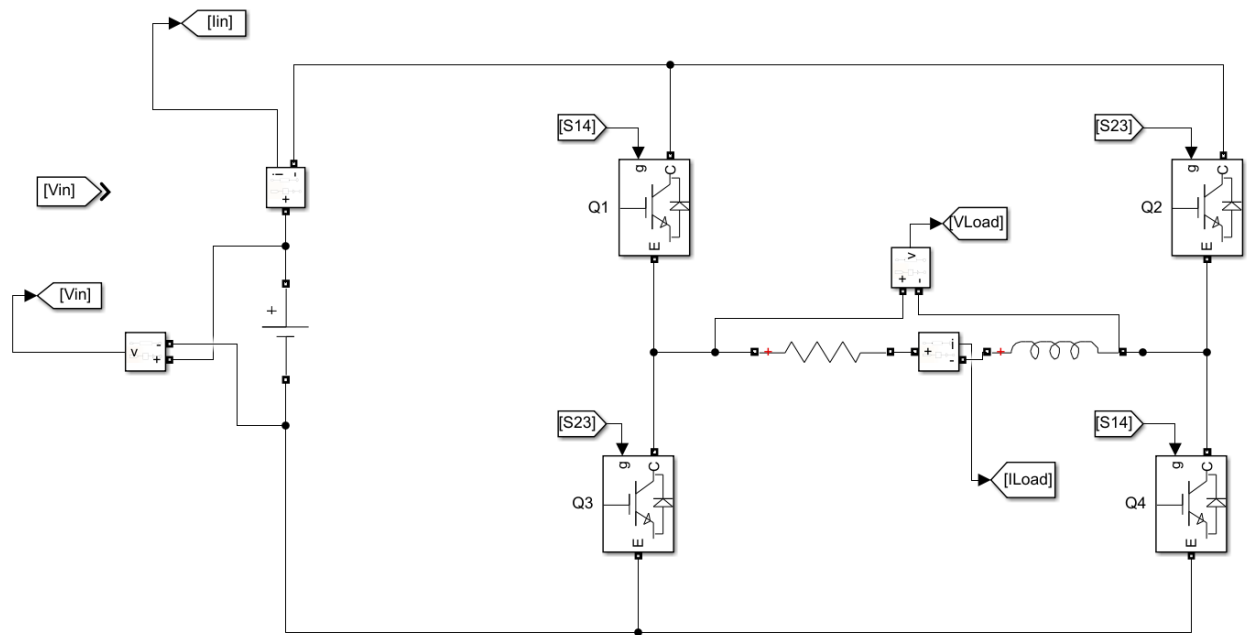 [Iin]
i
-
+
[Vin]
[Vin]
v
-
+
+
[S14]
g
C
Q1
E
[S23]
g
C
Q2
E
[VLoad]
v
+
-
+
+
i
-
+
[S23]
g
C
Q3
E
[ILoad]
[S14]
g
C
Q4
E